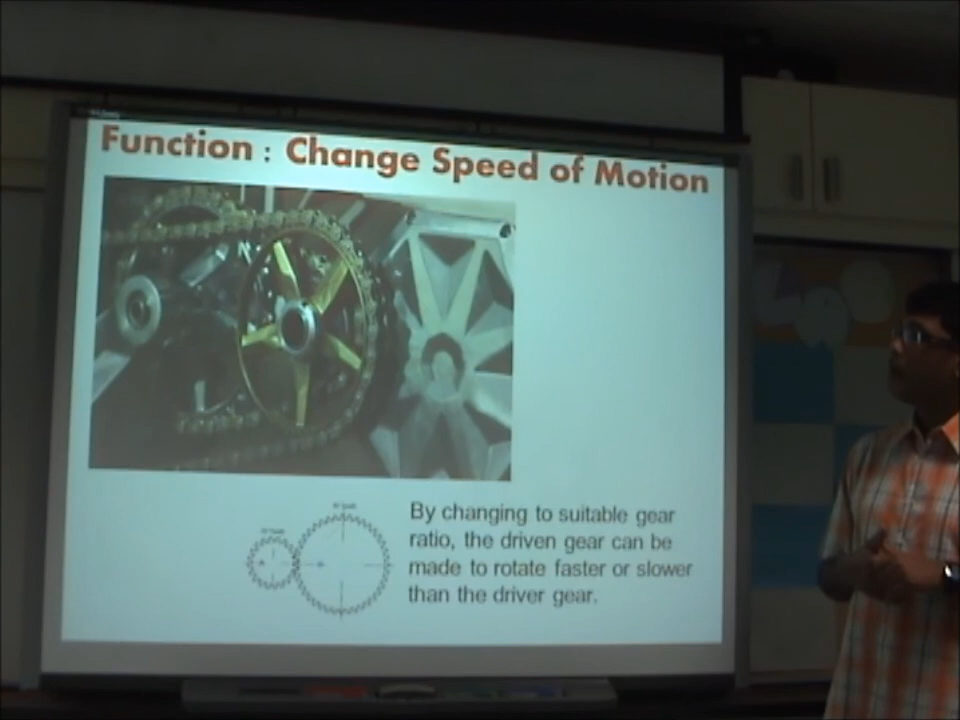 Function : Change Speed of Motion
By changing to suitable gear
ratio, the driven gear can be
made to rotate faster or slower
than the driver gear.